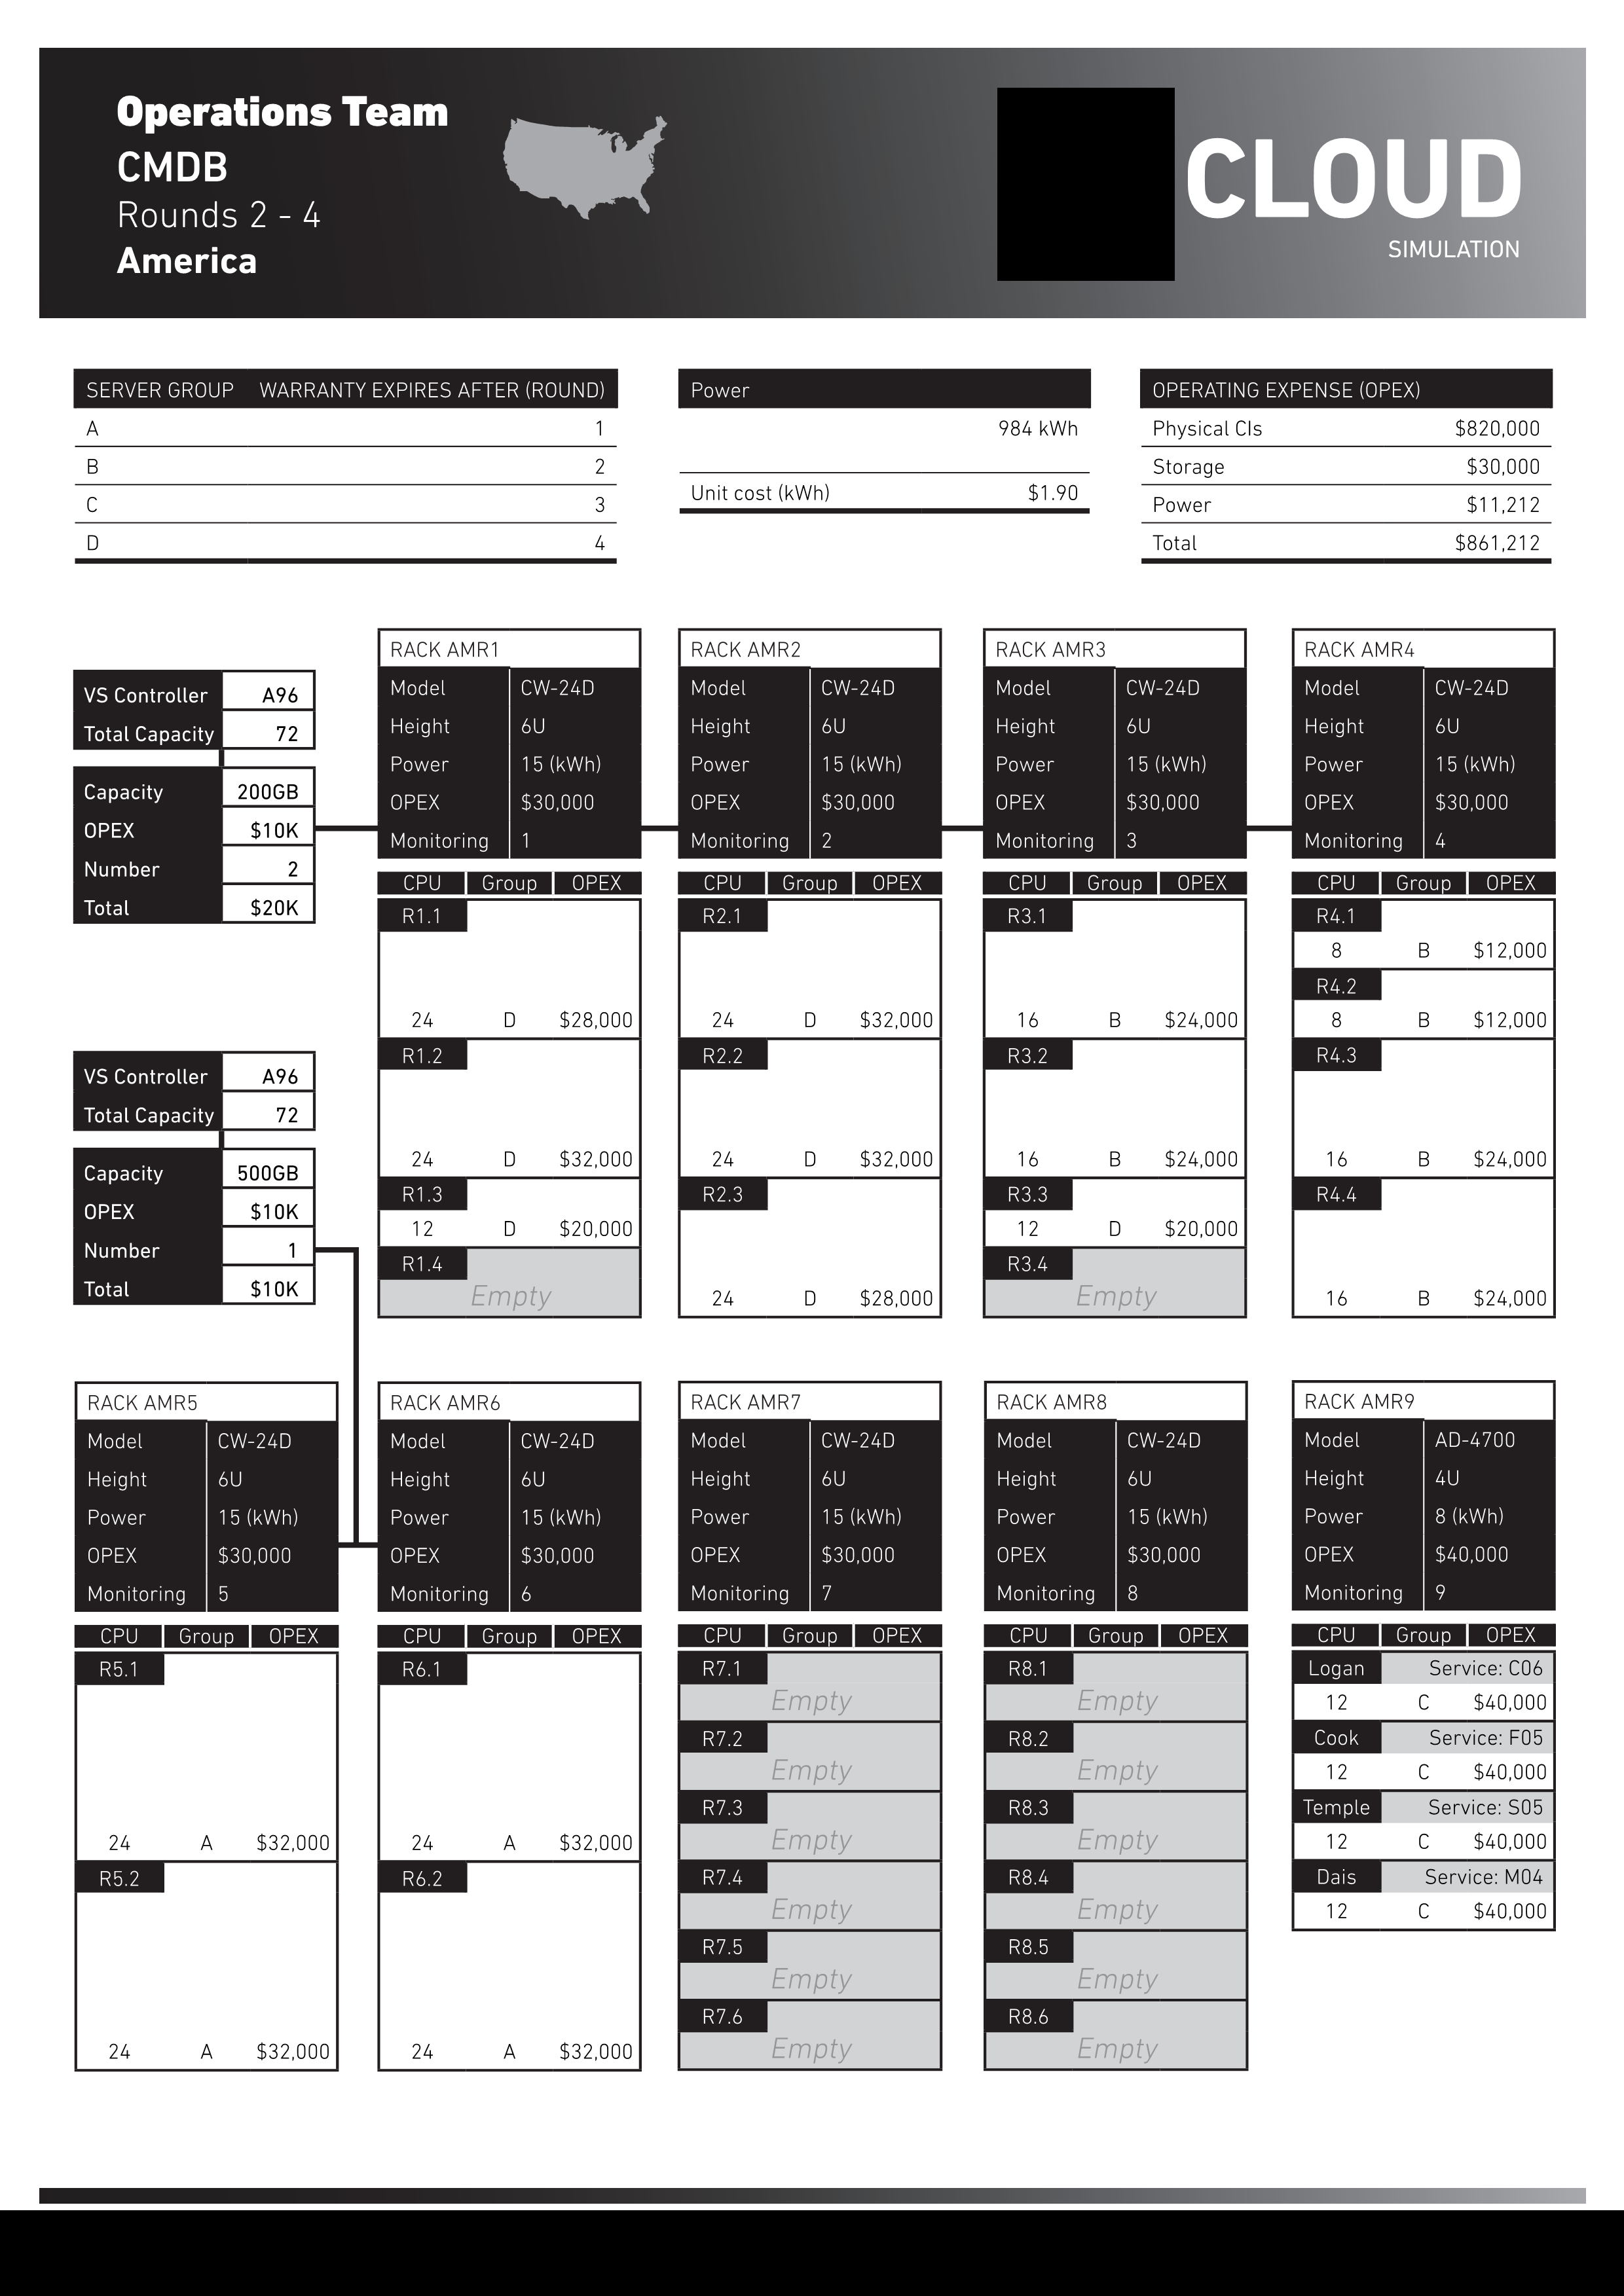 Operations Team
CMDB
Rounds 2 - 4
America
CLOUD
SIMULATION
SERVER GROUP WARRANTY EXPIRES AFTER (ROUND)
A 1
B 2
C 3
D 4
Power
984 kWh
Unit cost (kWh) $1.90
OPERATING EXPENSE (OPEX)
Physical CIs $820,000
Storage $30,000
Power $11,212
Total $861,212
VS Controller A96
Total Capacity 72
Capacity 200GB
OPEX $10K
Number 2
Total $20K
VS Controller A96
Total Capacity 72
Capacity 500GB
OPEX $10K
Number 1
Total $10K
RACK AMR1
Model CW-24D
Height 6U
Power 15 (kWh)
OPEX $30,000
Monitoring 1
CPU Group OPEX
R1.1
24 D $28,000
R1.2
24 D $32,000
R1.3
12 D $20,000
R1.4
Empty
RACK AMR2
Model CW-24D
Height 6U
Power 15 (kWh)
OPEX $30,000
Monitoring 2
CPU Group OPEX
R2.1
24 D $32,000
R2.2
24 D $32,000
R2.3
24 D $28,000
RACK AMR3
Model CW-24D
Height 6U
Power 15 (kWh)
OPEX $30,000
Monitoring 3
CPU Group OPEX
R3.1
16 B $24,000
R3.2
16 B $24,000
R3.3
12 D $20,000
R3.4
Empty
RACK AMR4
Model CW-24D
Height 6U
Power 15 (kWh)
OPEX $30,000
Monitoring 4
CPU Group OPEX
R4.1
8 B $12,000
R4.2
8 B $12,000
R4.3
16 B $24,000
R4.4
16 B $24,000
RACK AMR5
Model CW-24D
Height 6U
Power 15 (kWh)
OPEX $30,000
Monitoring 5
CPU Group OPEX
R5.1
24 A $32,000
R5.2
24 A $32,000
RACK AMR6
Model CW-24D
Height 6U
Power 15 (kWh)
OPEX $30,000
Monitoring 6
CPU Group OPEX
R6.1
24 A $32,000
R6.2
24 A $32,000
RACK AMR7
Model CW-24D
Height 6U
Power 15 (kWh)
OPEX $30,000
Monitoring 7
CPU Group OPEX
R7.1
Empty
R7.2
Empty
R7.3
Empty
R7.4
Empty
R7.5
Empty
R7.6
Empty
RACK AMR8
Model CW-24D
Height 6U
Power 15 (kWh)
OPEX $30,000
Monitoring 8
CPU Group OPEX
R8.1
Empty
R8.2
Empty
R8.3
Empty
R8.4
Empty
R8.5
Empty
R8.6
Empty
RACK AMR9
Model AD-4700
Height 4U
Power 8 (kWh)
OPEX $40,000
Monitoring 9
CPU Group OPEX
Logan Service: C06
12 C $40,000
Cook Service: F05
12 C $40,000
Temple Service: S05
12 C $40,000
Dais Service: M04
12 C $40,000